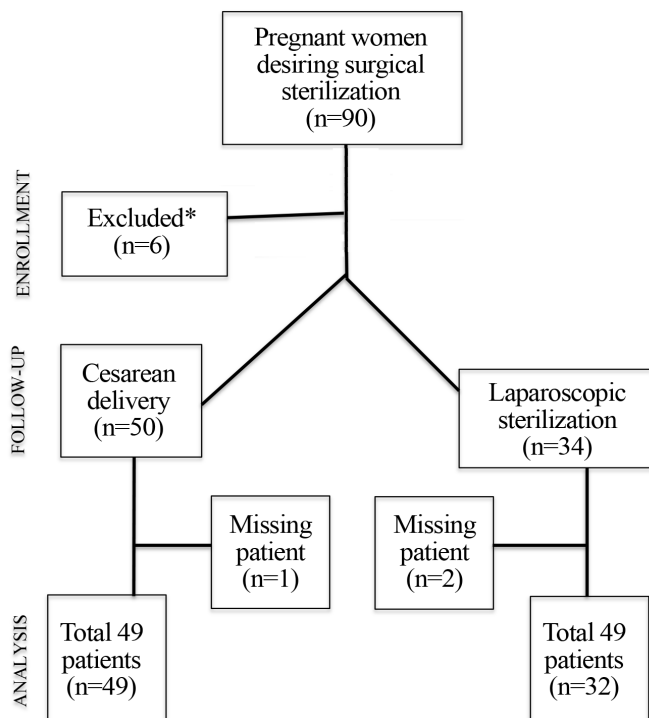 Pregnant women
desiring surgical
sterilization
(n=90)
ENROLLMENT
Excluded*
(n=6)
FOLLOW-UP
Cesarean
delivery
(n=50)
Laparoscopic
sterilization
(n=34)
Missing
patient
(n=1)
Missing
patient
(n=2)
ANALYSIS
Total 49
patients
(n=49)
Total 49
patients
(n=32)